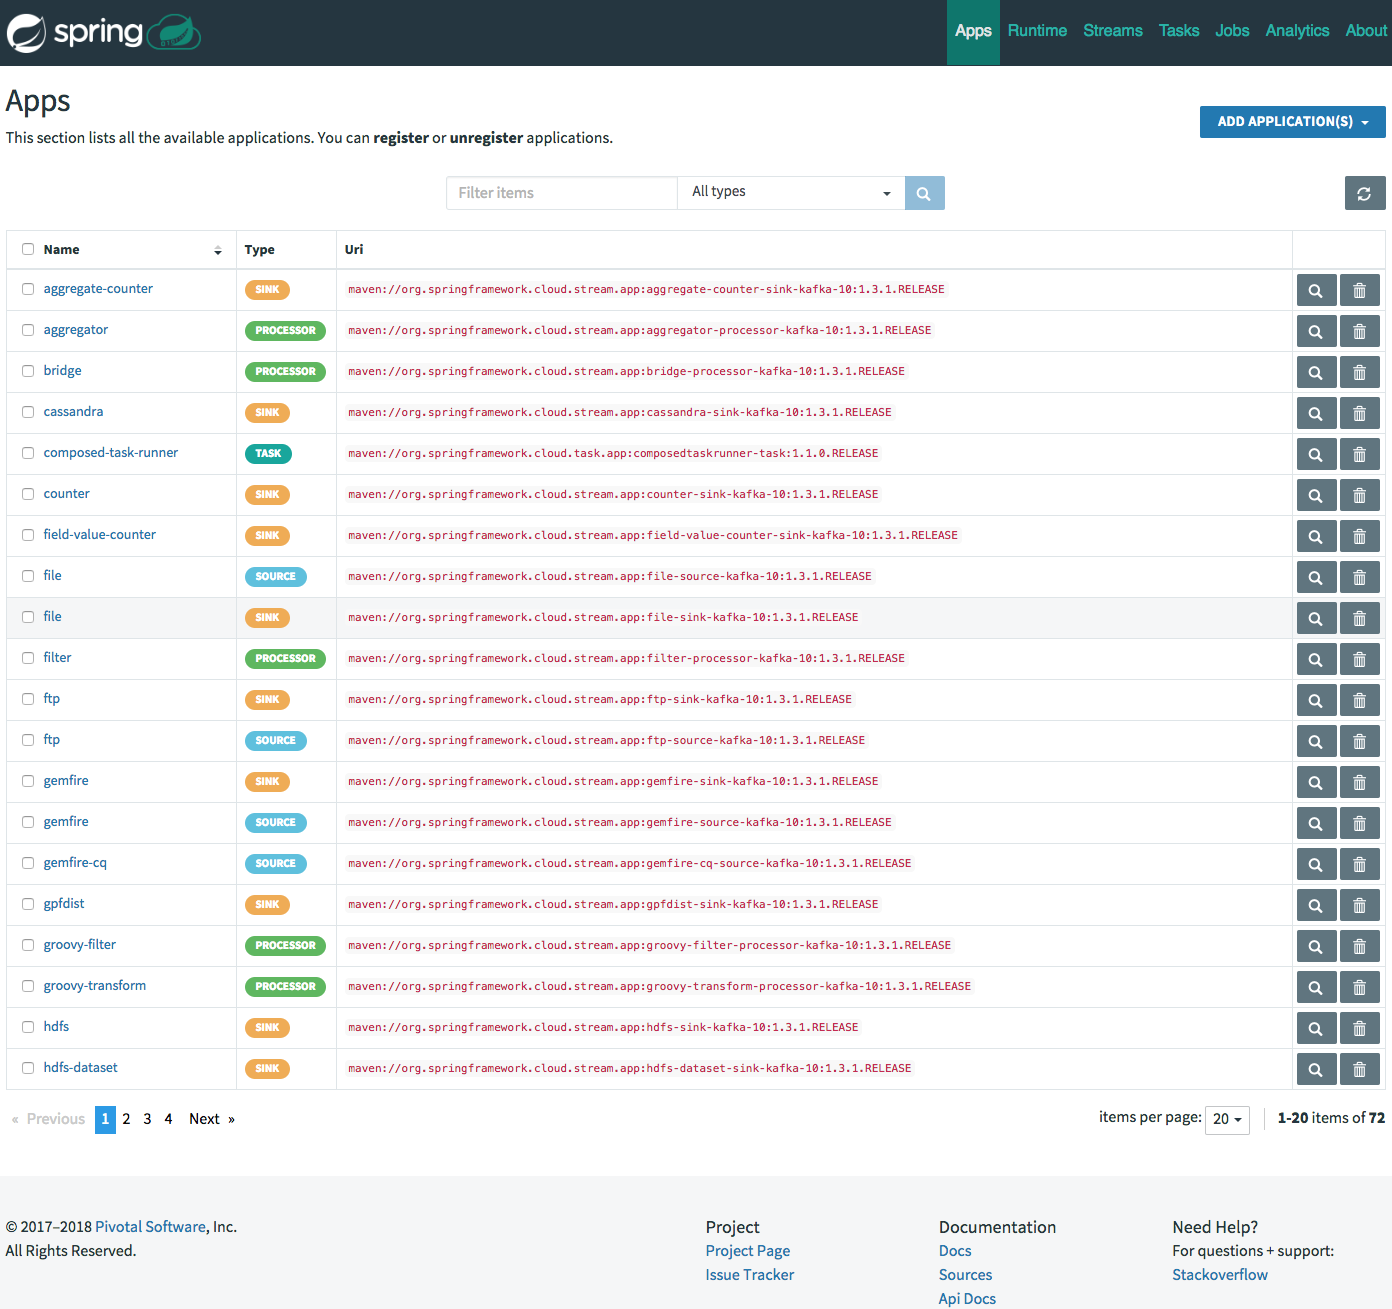 spring
Apps Runtime Streams Tasks Jobs Analytics About
Apps
This section lists all the available applications. You can register or unregister applications.
ADD APPLICATION(S)
Filter items All types
Name Type Uri
aggregate-counter SINK maven://org.springframework.cloud.stream.app:aggregate-counter-sink-kafka-10:1.3.1.RELEASE
aggregator PROCESSOR maven://org.springframework.cloud.stream.app:aggregator-processor-kafka-10:1.3.1.RELEASE
bridge PROCESSOR maven://org.springframework.cloud.stream.app:bridge-processor-kafka-10:1.3.1.RELEASE
cassandra SINK maven://org.springframework.cloud.stream.app:cassandra-sink-kafka-10:1.3.1.RELEASE
composed-task-runner TASK maven://org.springframework.cloud.task.app:composedtaskrunner-task:1.1.0.RELEASE
counter SINK maven://org.springframework.cloud.stream.app:counter-sink-kafka-10:1.3.1.RELEASE
field-value-counter SINK maven://org.springframework.cloud.stream.app:field-value-counter-sink-kafka-10:1.3.1.RELEASE
file SOURCE maven://org.springframework.cloud.stream.app:file-source-kafka-10:1.3.1.RELEASE
file SINK maven://org.springframework.cloud.stream.app:file-sink-kafka-10:1.3.1.RELEASE
filter PROCESSOR maven://org.springframework.cloud.stream.app:filter-processor-kafka-10:1.3.1.RELEASE
ftp SINK maven://org.springframework.cloud.stream.app:ftp-sink-kafka-10:1.3.1.RELEASE
ftp SOURCE maven://org.springframework.cloud.stream.app:ftp-source-kafka-10:1.3.1.RELEASE
gemfire SINK maven://org.springframework.cloud.stream.app:gemfire-sink-kafka-10:1.3.1.RELEASE
gemfire SOURCE maven://org.springframework.cloud.stream.app:gemfire-source-kafka-10:1.3.1.RELEASE
gemfire-cq SOURCE maven://org.springframework.cloud.stream.app:gemfire-cq-source-kafka-10:1.3.1.RELEASE
gpfdist SINK maven://org.springframework.cloud.stream.app:gpfdist-sink-kafka-10:1.3.1.RELEASE
groovy-filter PROCESSOR maven://org.springframework.cloud.stream.app:groovy-filter-processor-kafka-10:1.3.1.RELEASE
groovy-transform PROCESSOR maven://org.springframework.cloud.stream.app:groovy-transform-processor-kafka-10:1.3.1.RELEASE
hdfs SINK maven://org.springframework.cloud.stream.app:hdfs-sink-kafka-10:1.3.1.RELEASE
hdfs-dataset SINK maven://org.springframework.cloud.stream.app:hdfs-dataset-sink-kafka-10:1.3.1.RELEASE
« Previous 1 2 3 4 Next » items per page: 20 1-20 items of 72
© 2017–2018 Pivotal Software, Inc.
All Rights Reserved.
Project
Project Page
Issue Tracker
Documentation
Docs
Sources
Api Docs
Need Help?
For questions + support:
Stackoverflow